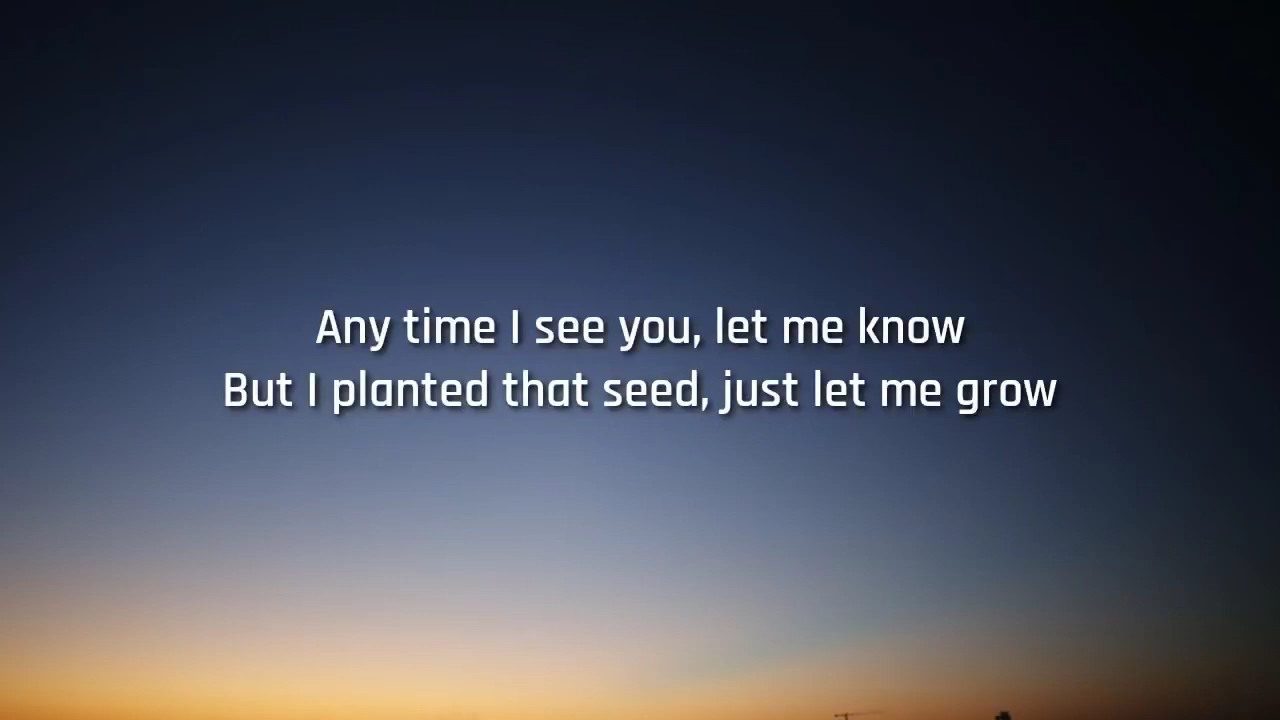 Any time I see you, let me know
But I planted that seed, just let me grow